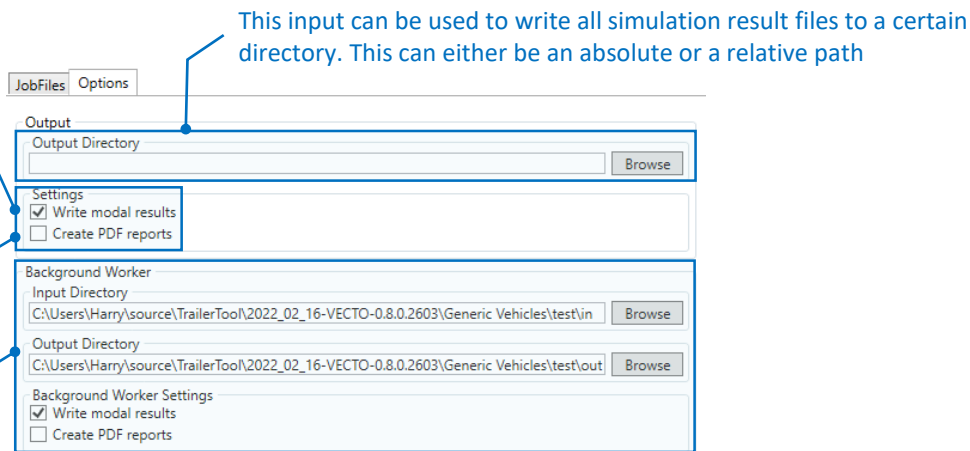 This input can be used to write all simulation result files to a certain
directory. This can either be an absolute or a relative path
JobFiles Options
Output
Output Directory
Browse
Settings
Write modal results
Create PDF reports
Background Worker
Input Directory
C:\Users\Harry\source\TrailerTool\2022_02_16-VECTO-0.8.0.2603\Generic Vehicles\test\in Browse
Output Directory
C:\Users\Harry\source\TrailerTool\2022_02_16-VECTO-0.8.0.2603\Generic Vehicles\test\out Browse
Background Worker Settings
Write modal results
Create PDF reports